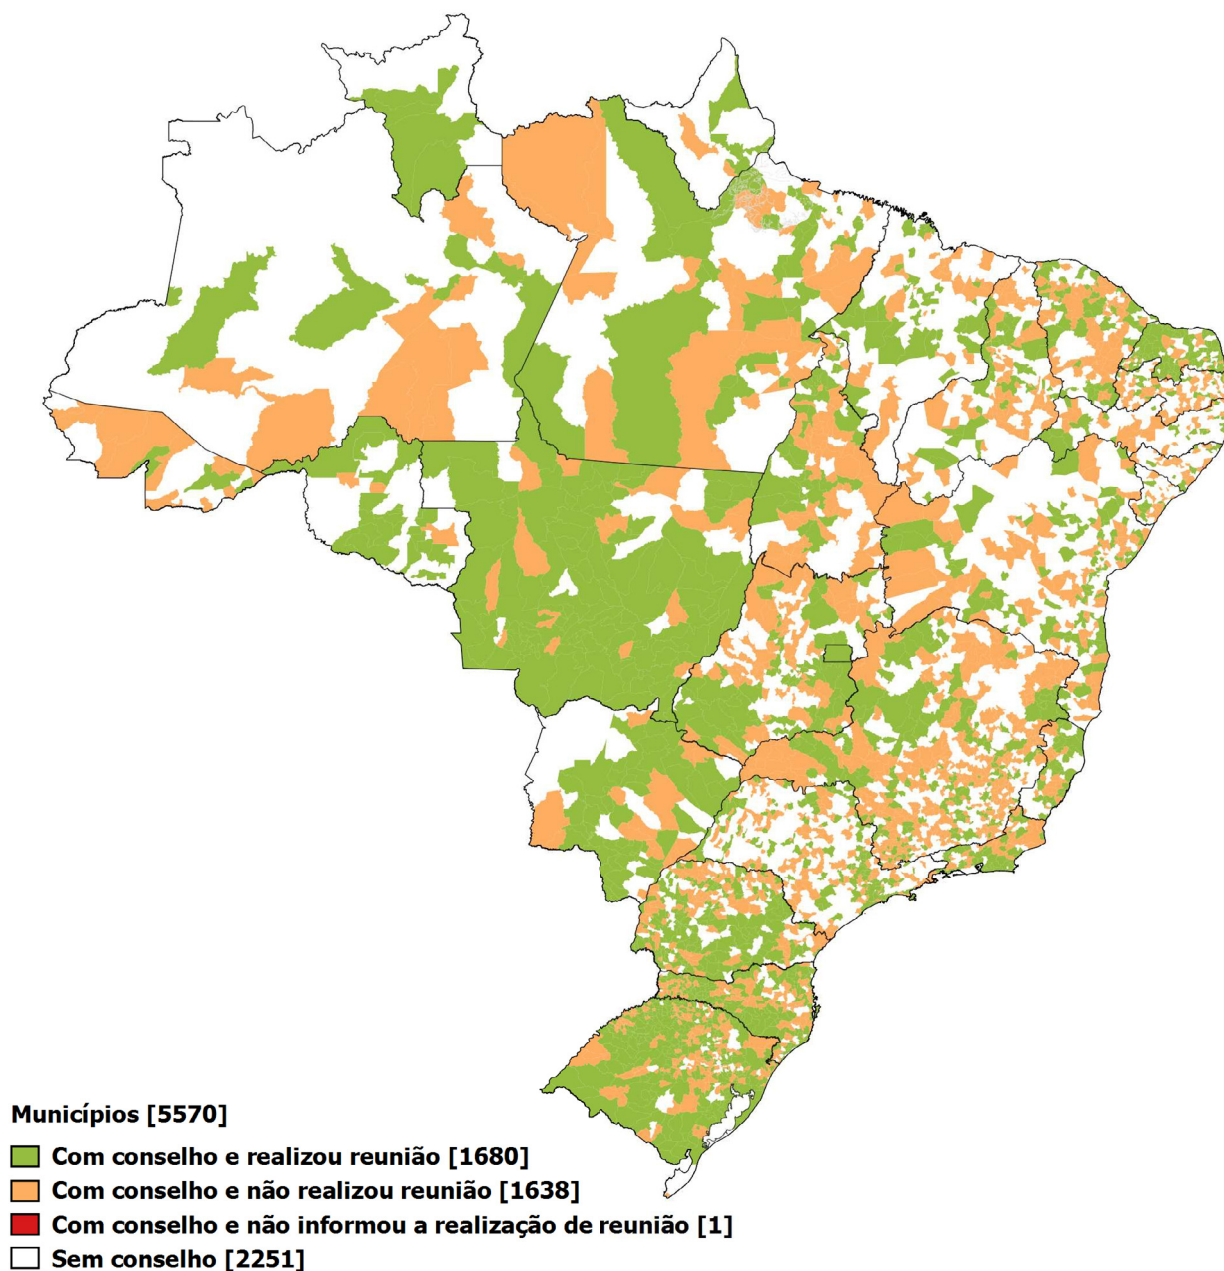 Municípios [5570]
Com conselho e realizou reunião [1680]
Com conselho e não realizou reunião [1638]
Com conselho e não informou a realização de reunião [1]
Sem conselho [2251]